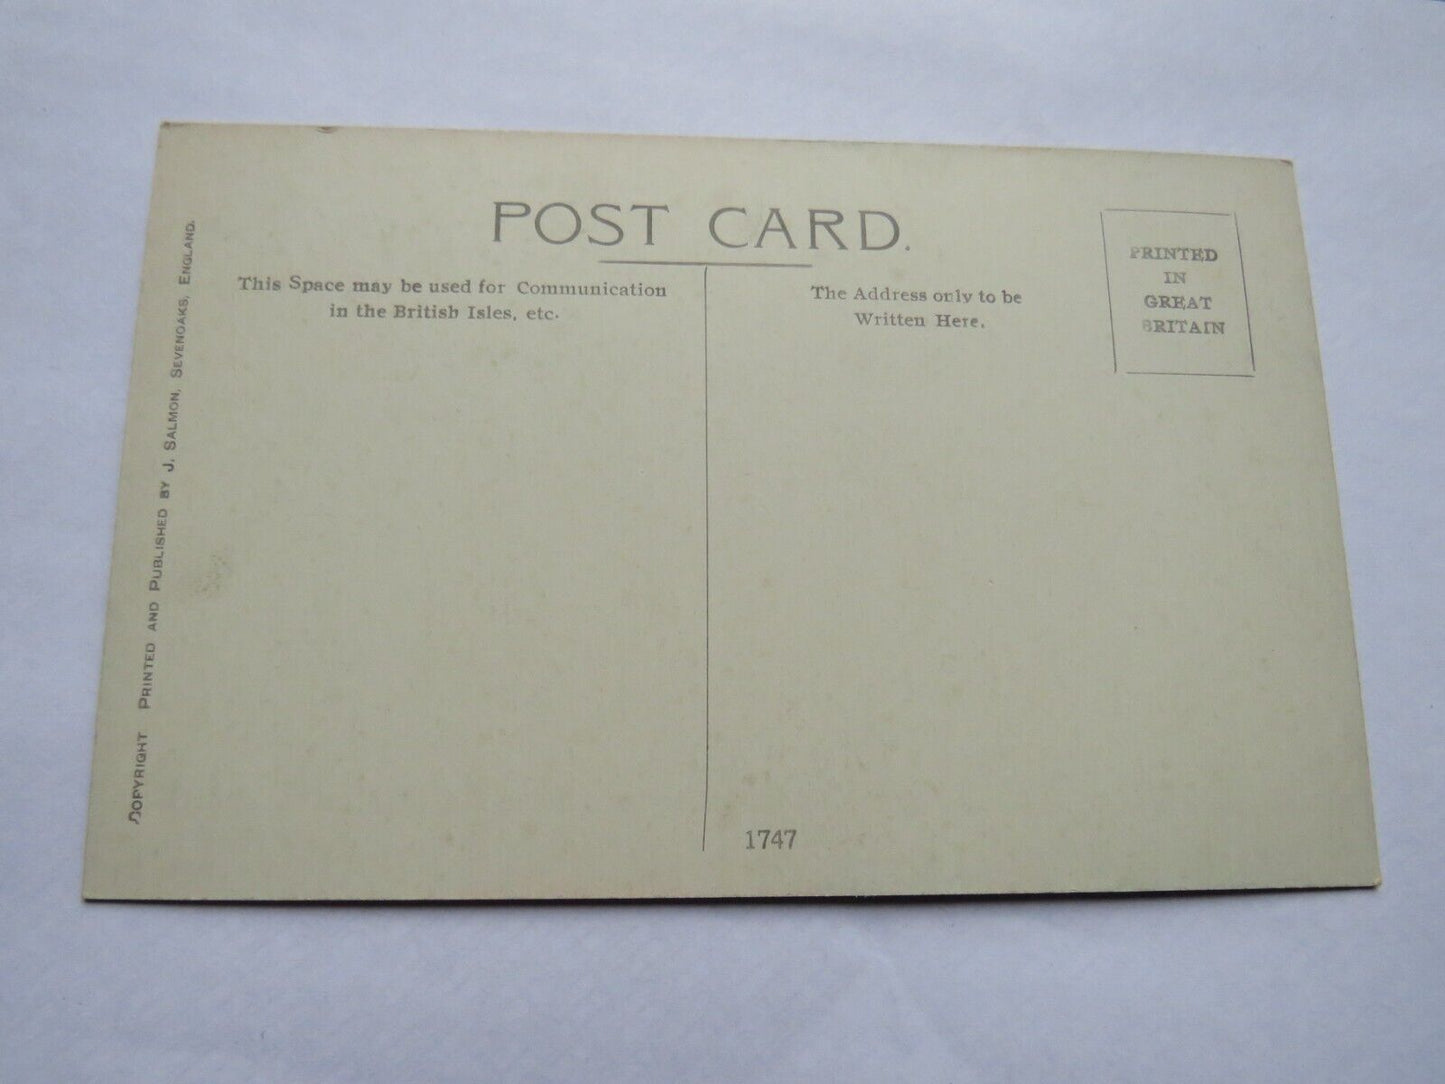 POST CARD.
This Space may be used for Communication
in the British Isles, etc.
The Address only to be
Written Here.
PRINTED
IN
GREAT
BRITAIN
COPYRIGHT PRINTED AND PUBLISHED BY J. SALMON, SEVENOAKS, ENGLAND.
1747